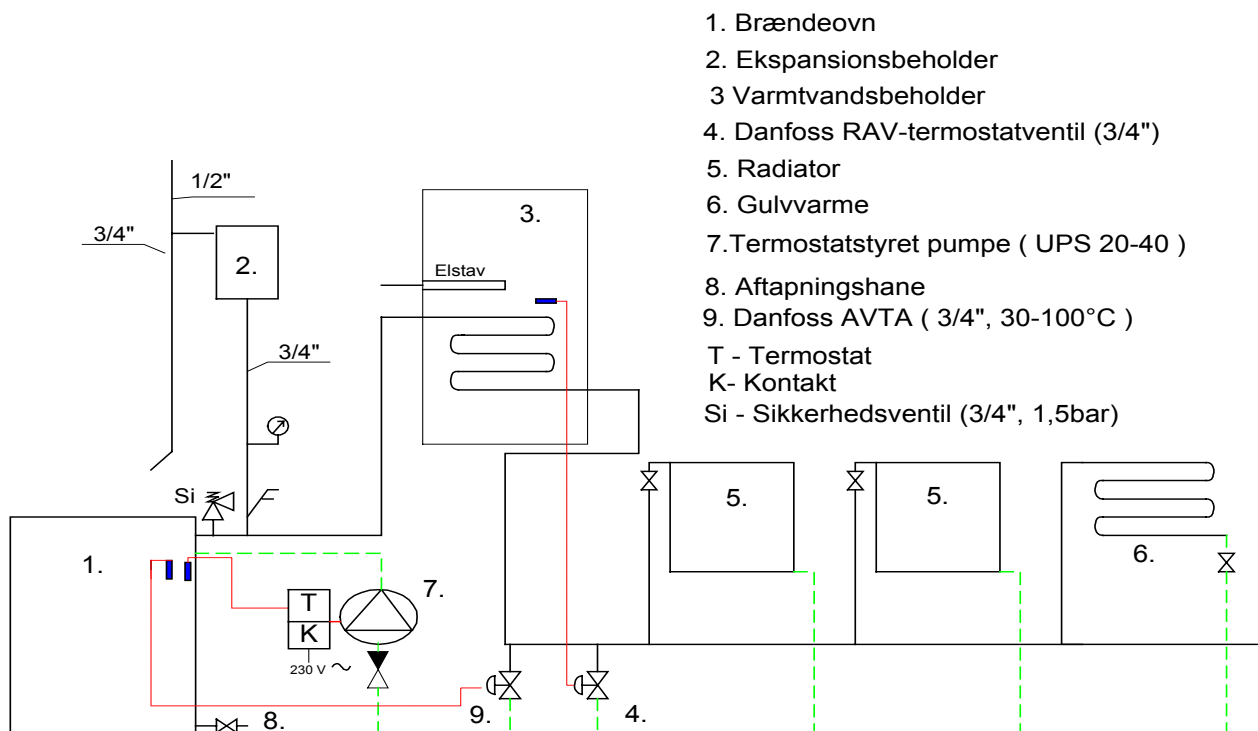 1. Brændeovn
2. Ekspansionsbeholder
3 Varmtvandsbeholder
4. Danfoss RAV-termostatventil (3/4")
5. Radiator
6. Gulvvarme
7.Termostatstyret pumpe ( UPS 20-40 )
8. Aftapningshane
9. Danfoss AVTA ( 3/4", 30-100°C )
T - Termostat
K- Kontakt
Si - Sikkerhedsventil (3/4", 1,5bar)
1/2"
3/4"
2.
3.
Elstav
3/4"
Si
1.
T
K
230 V
7.
5.
5.
6.
8.
9.
4.